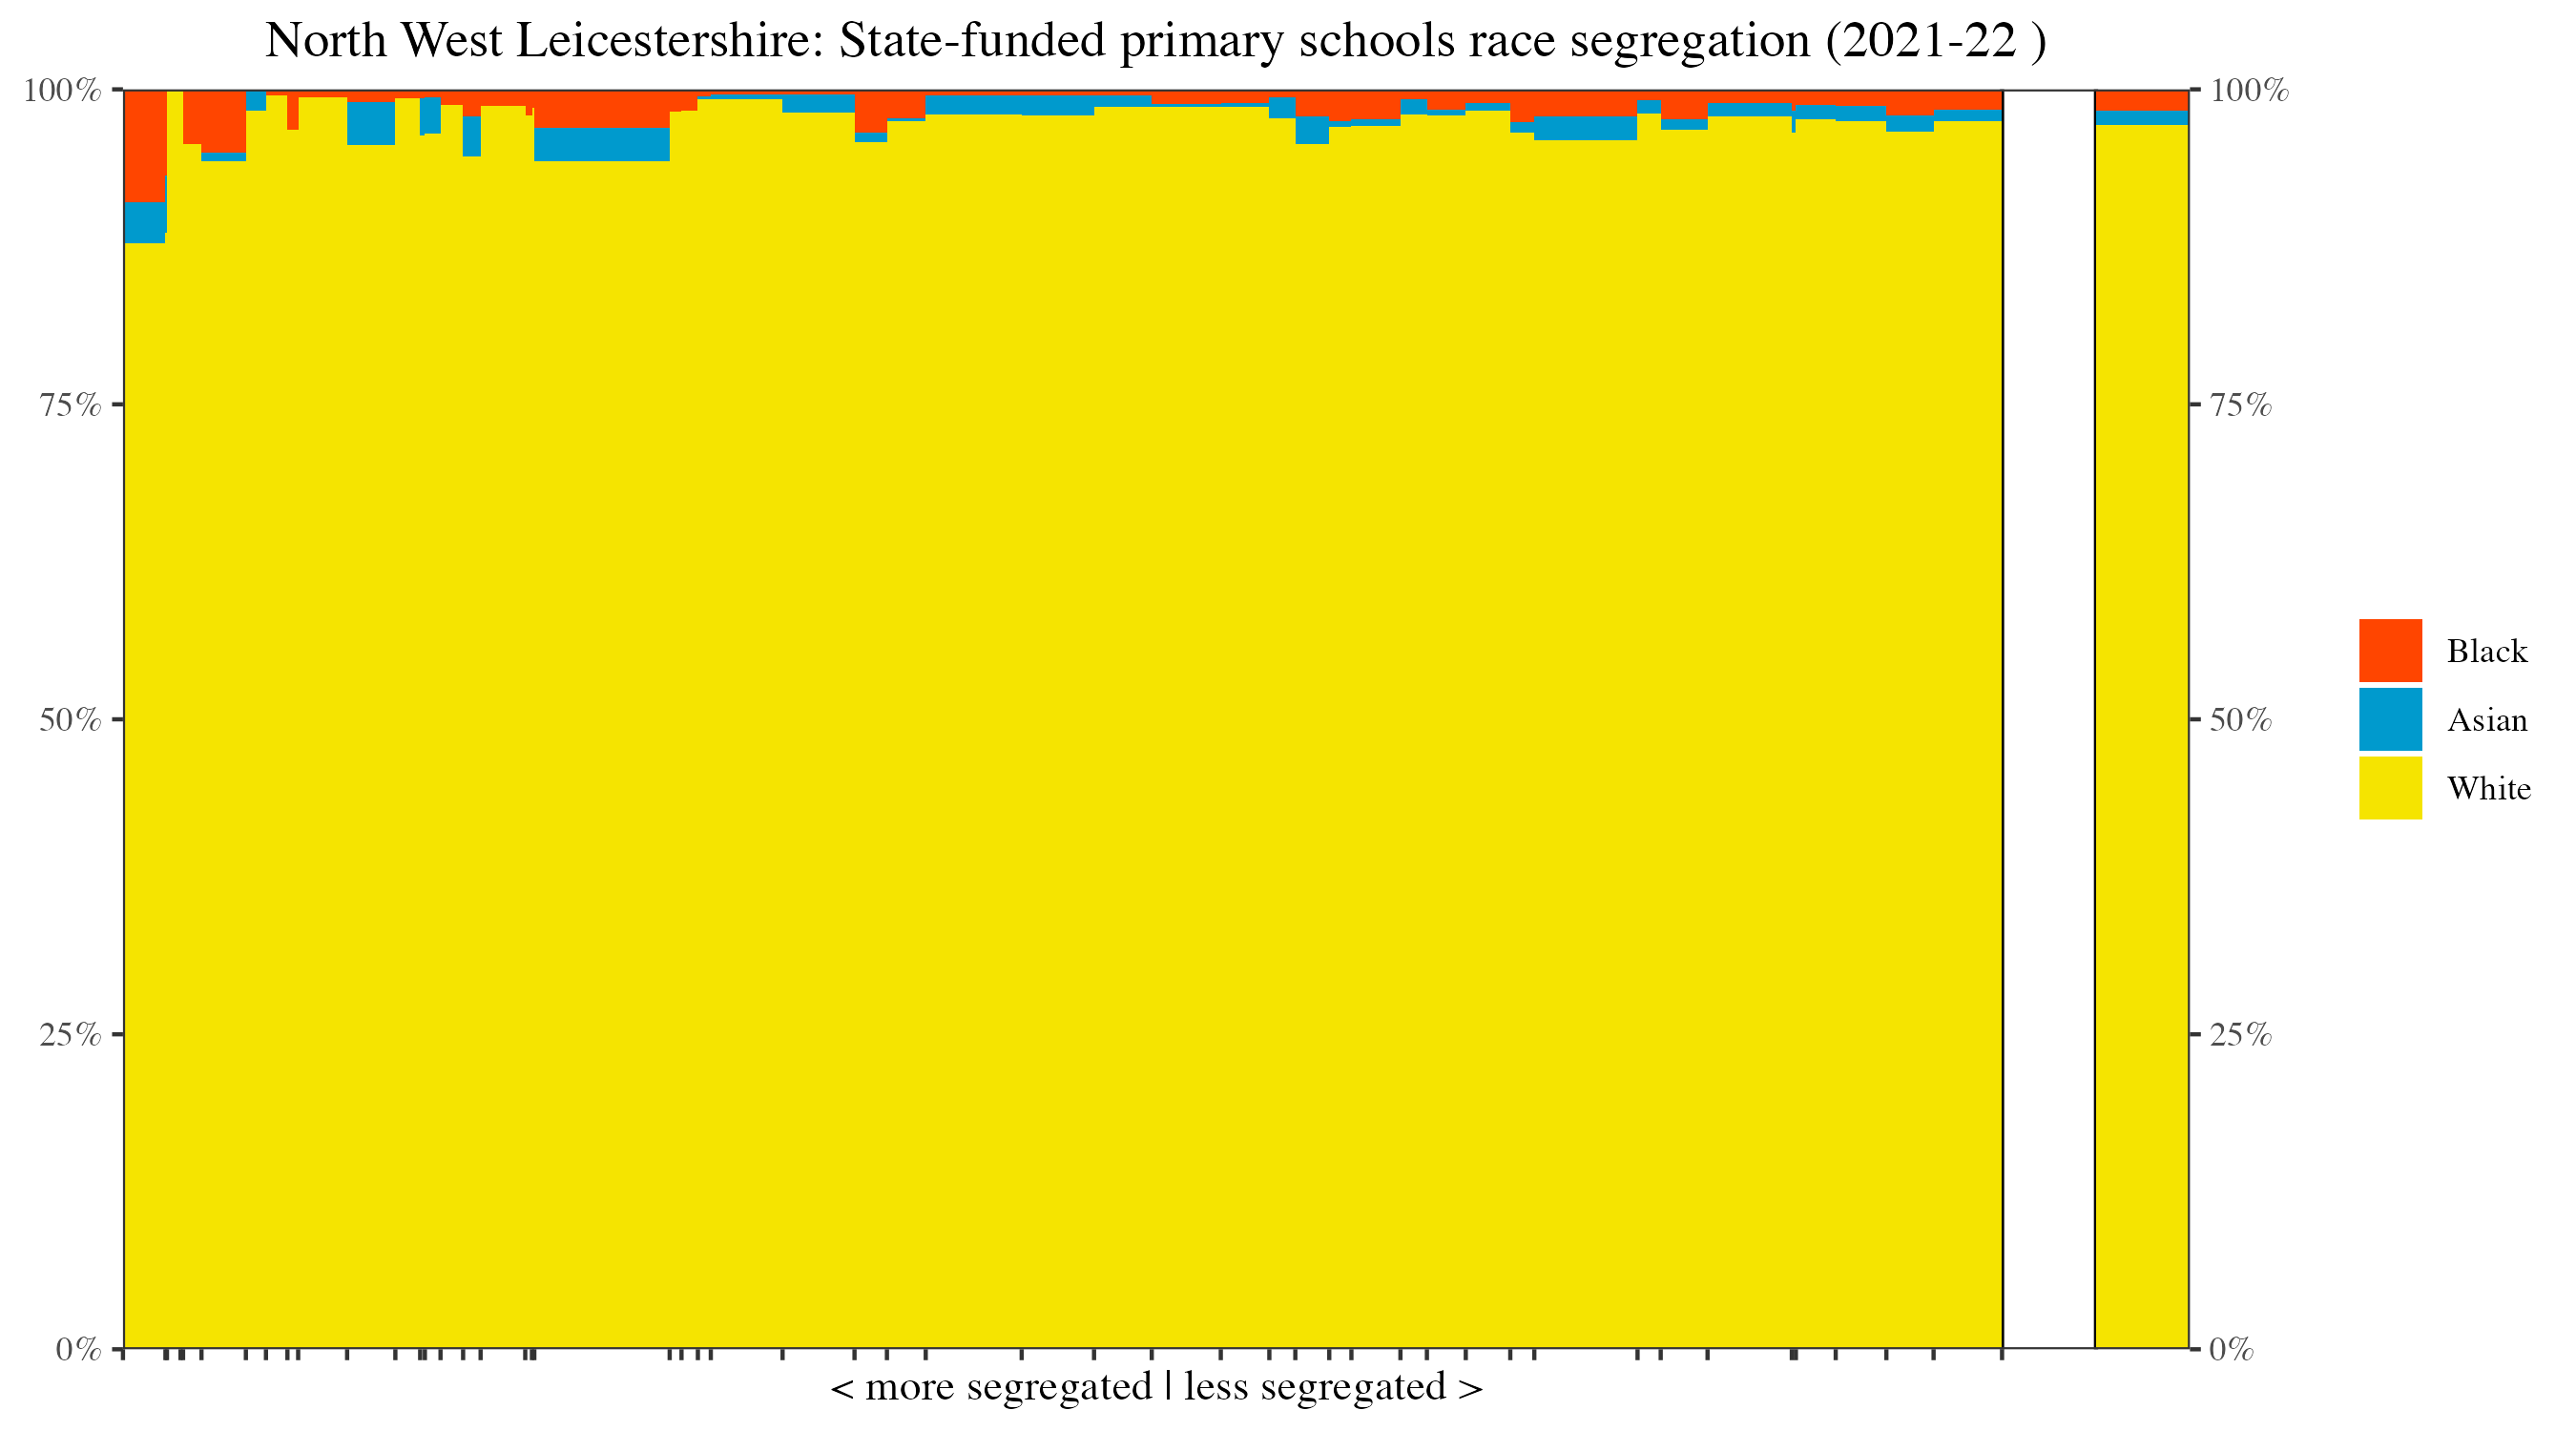 North West Leicestershire: State-funded primary schools race segregation (2021-22 )
100%
75%
50%
25%
0%
100%
75%
50%
25%
0%
Black
Asian
White
< more segregated | less segregated >